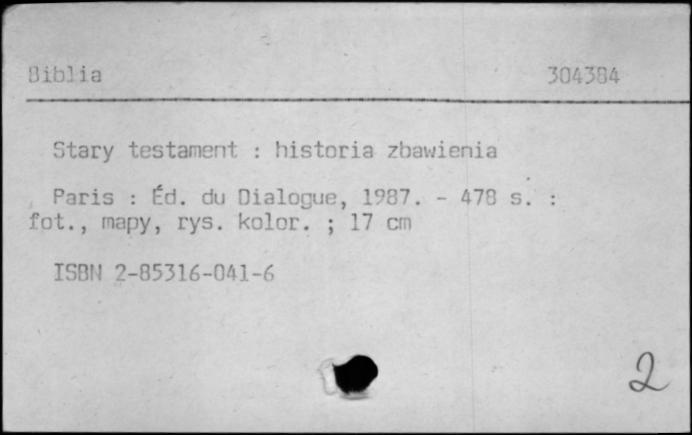 Biblia 304384
Stary testament : historia zbawienia
Paris : Éd. du Dialogue, 1987. - 478 s. :
fot., mapy, rys. kolor. ; 17 cm
ISBN 2-85316-041-6
2